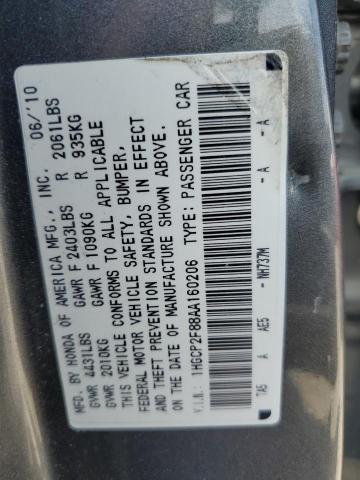 MFD. BY HONDA OF AMERICA MFG., INC. 06/10
GVWR 4431LBS GAWR F 2403LBS R 2061LBS
GVWR 2010KG GAWR F 1090KG R 935KG
THIS VEHICLE CONFORMS TO ALL APPLICABLE
FEDERAL MOTOR VEHICLE SAFETY, BUMPER,
AND THEFT PREVENTION STANDARDS IN EFFECT
ON THE DATE OF MANUFACTURE SHOWN ABOVE.
V.I.N.: 1HGCP2F88AA160206 TYPE: PASSENGER CAR
TA5 A AE5 - NH737M - A - A